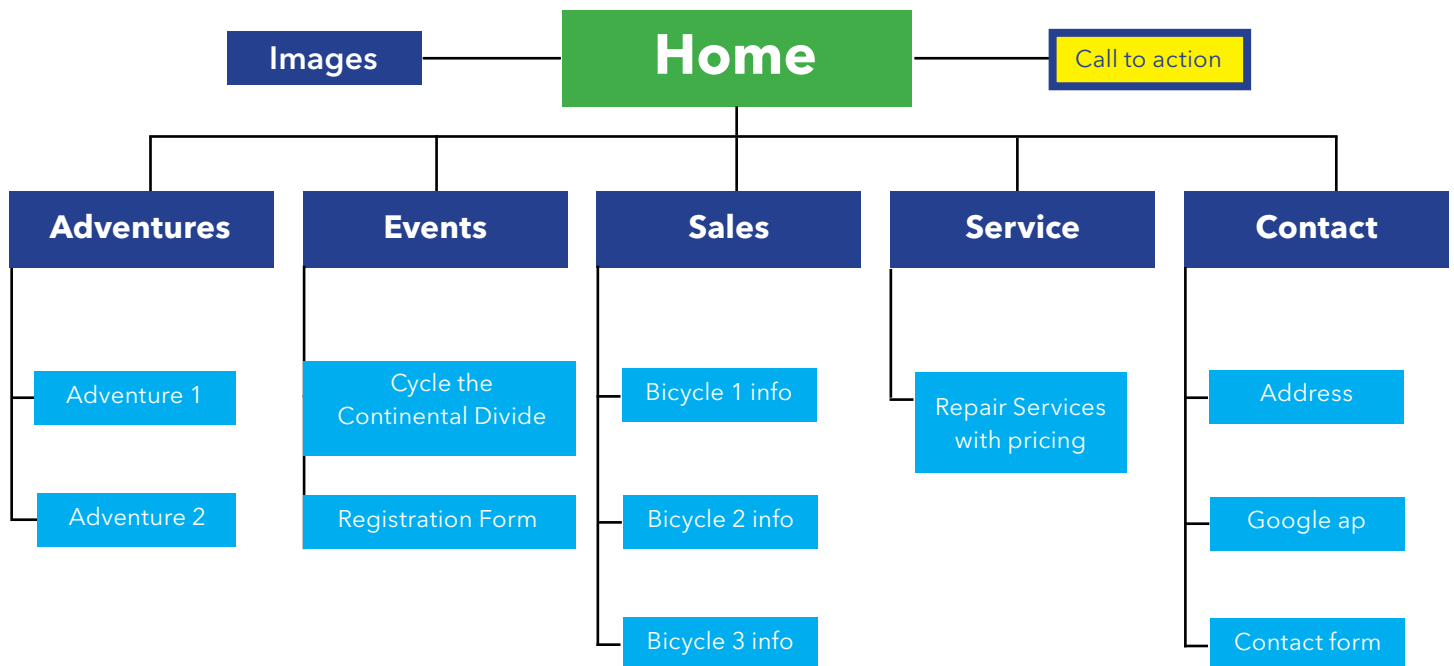 Images
Home
Call to action
Adventures
Events
Sales
Service
Contact
Adventure 1
Adventure 2
Cycle the
Continental Divide
Registration Form
Bicycle 1 info
Bicycle 2 info
Bicycle 3 info
Repair Services
with pricing
Address
Google ap
Contact form